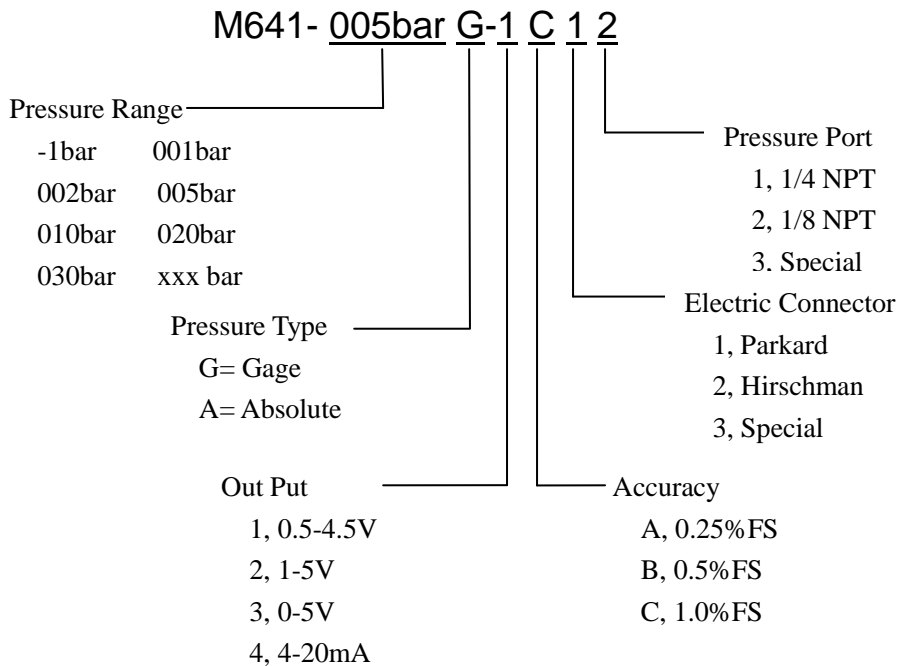 M641- 005bar G-1 C 1 2
Pressure Range
-1bar 001bar
002bar 005bar
010bar 020bar
030bar xxx bar
Pressure Type
G= Gage
A= Absolute
Out Put
1, 0.5-4.5V
2, 1-5V
3, 0-5V
4, 4-20mA
Pressure Port
1, 1/4 NPT
2, 1/8 NPT
3, Special
Electric Connector
1, Parkard
2, Hirschman
3, Special
Accuracy
A, 0.25%FS
B, 0.5%FS
C, 1.0%FS